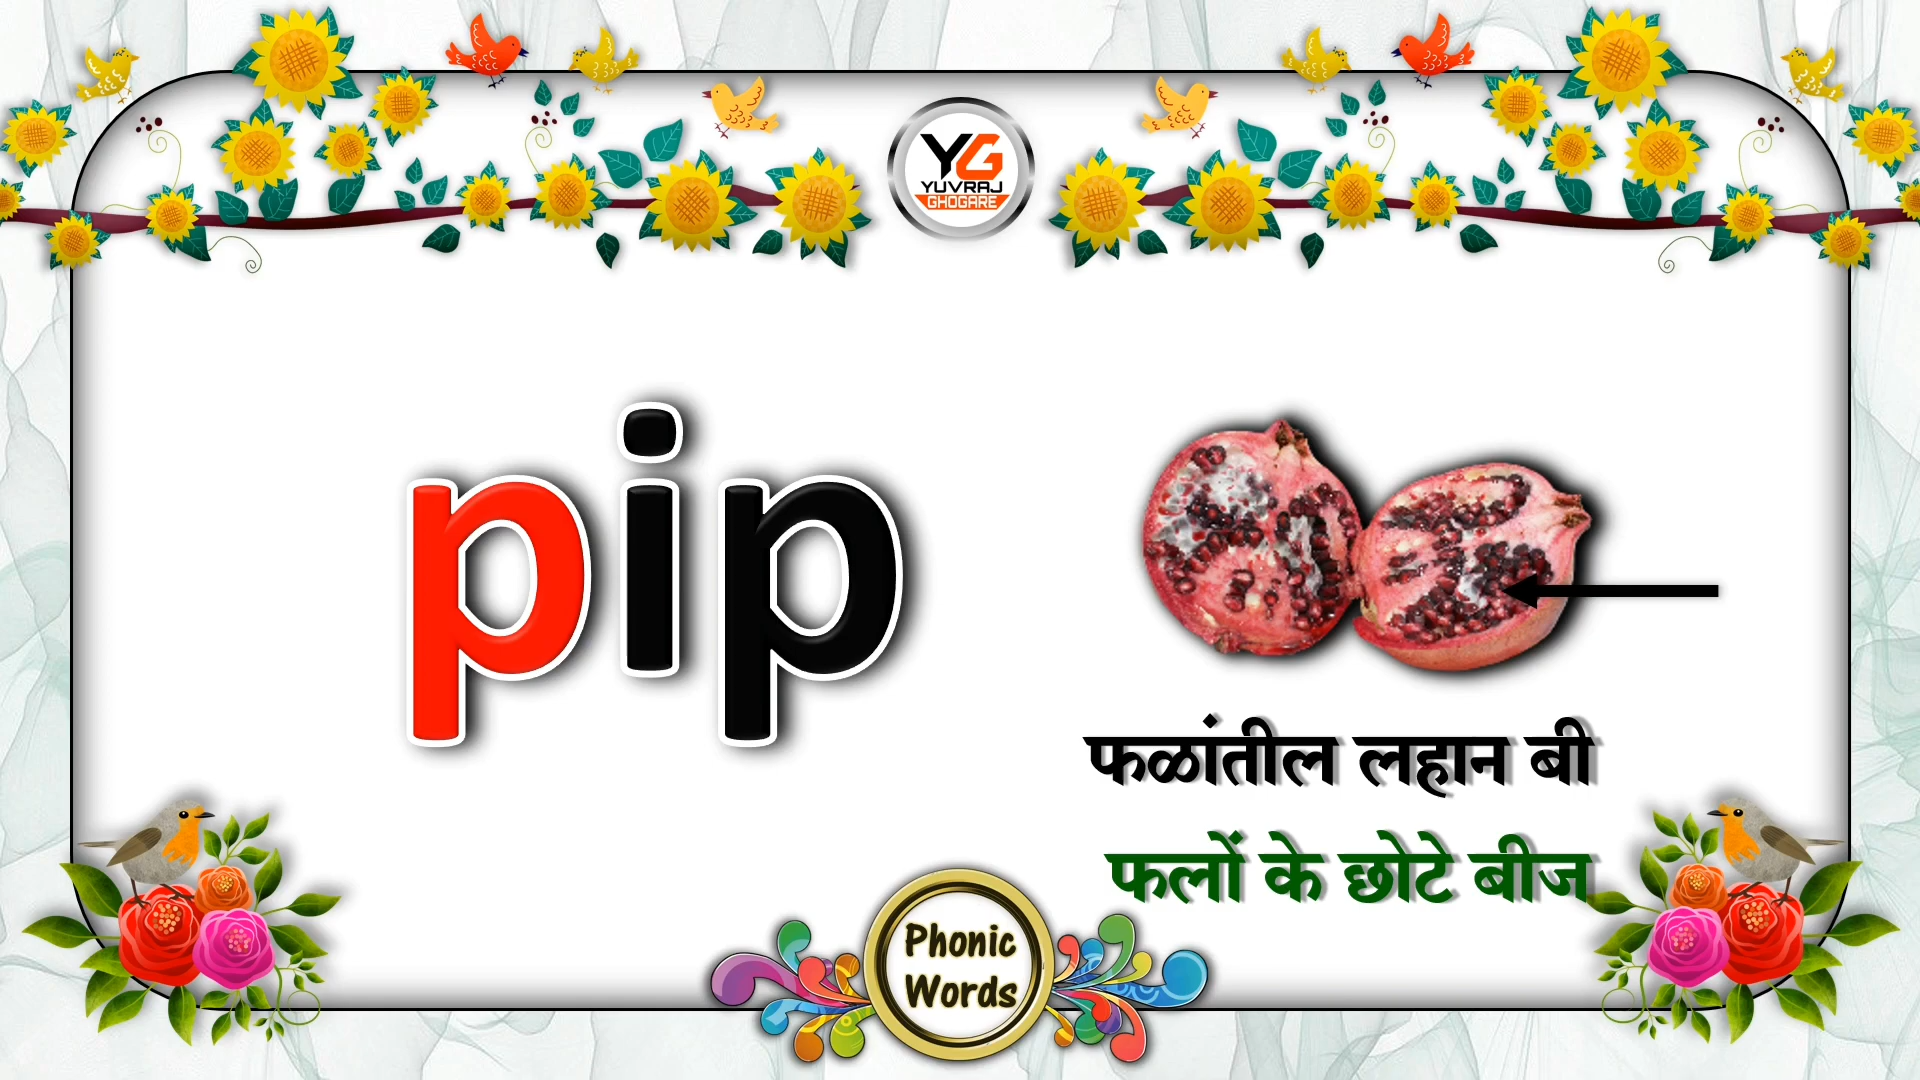 YG
YUVRAJ
GHOGARE
pip
फळांतील लहान बी
फलों के छोटे बीज
Phonic
Words